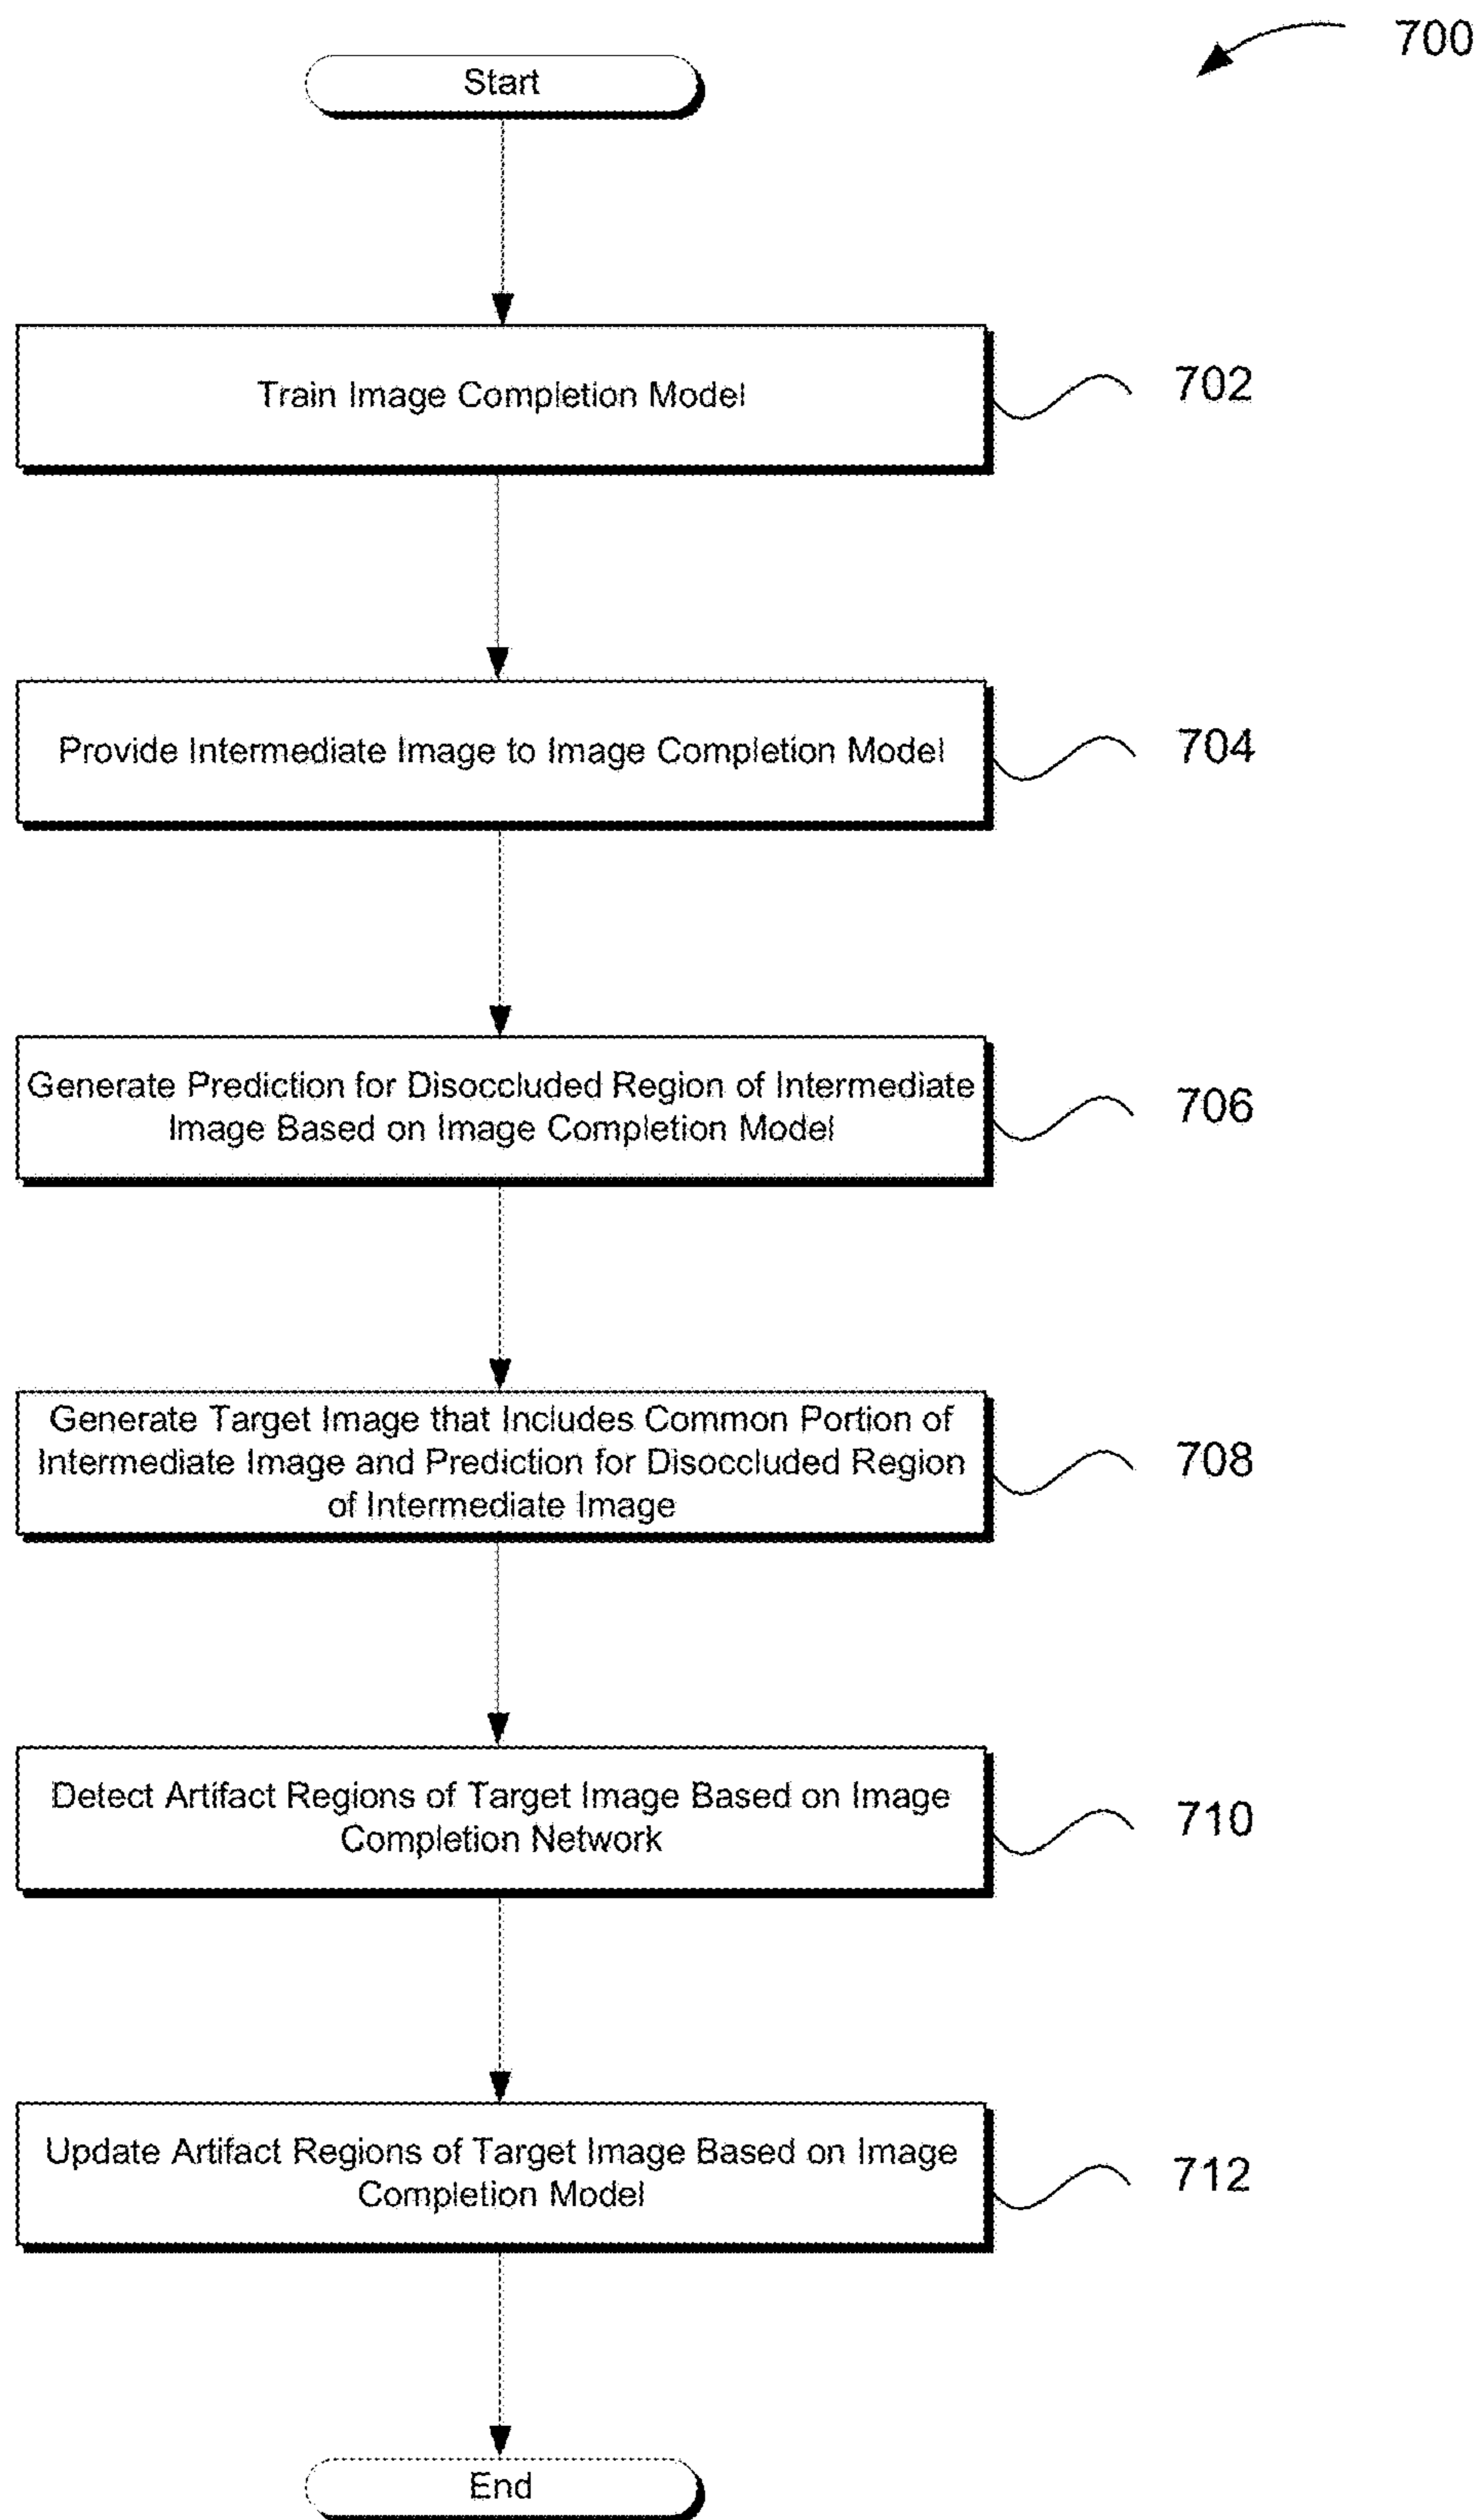 700
Start
Train Image Completion Model
702
Provide Intermediate Image to Image Completion Model
704
Generate Prediction for Disoccluded Region of Intermediate
Image Based on Image Completion Model
706
Generate Target Image that Includes Common Portion of
Intermediate Image and Prediction for Disoccluded Region
of Intermediate Image
708
Detect Artifact Regions of Target Image Based on Image
Completion Network
710
Update Artifact Regions of Target Image Based on Image
Completion Model
712
End